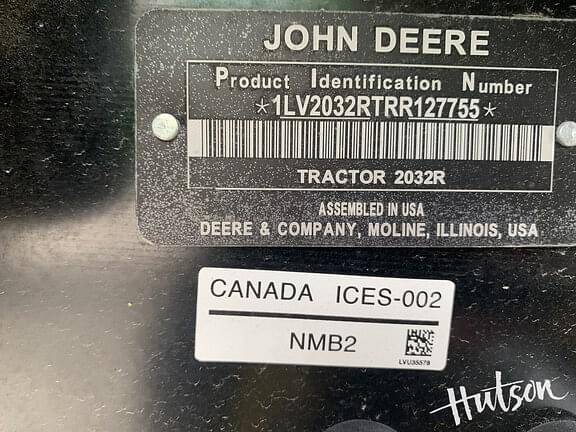 JOHN DEERE
Product Identification Number
*1LV2032RTRR127755*
TRACTOR 2032R
ASSEMBLED IN USA
DEERE & COMPANY, MOLINE, ILLINOIS, USA
CANADA ICES-002
NMB2
LVU35578
Hutson